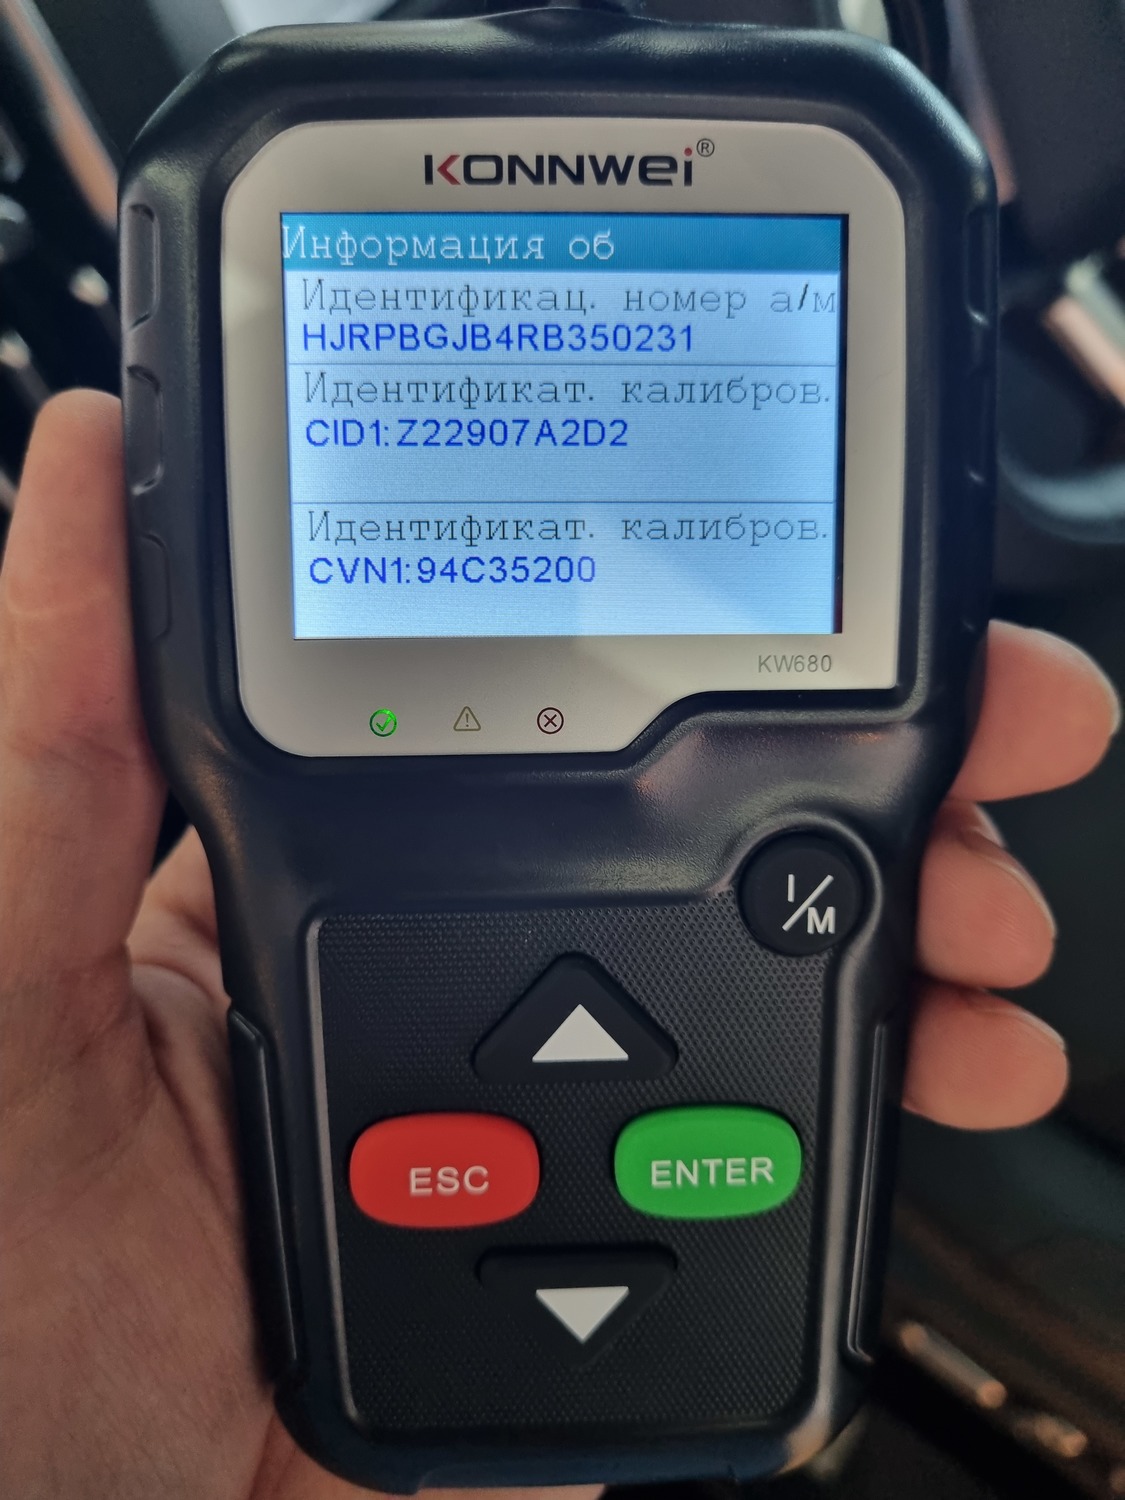 KONNWEI®
Информация об
Идентификац. номер а/м
HJRPBGJB4RB350231
Идентификат. калибров.
CID1:Z22907A2D2
Идентификат. калибров.
CVN1:94C35200
KW680
I/M
ESC
ENTER